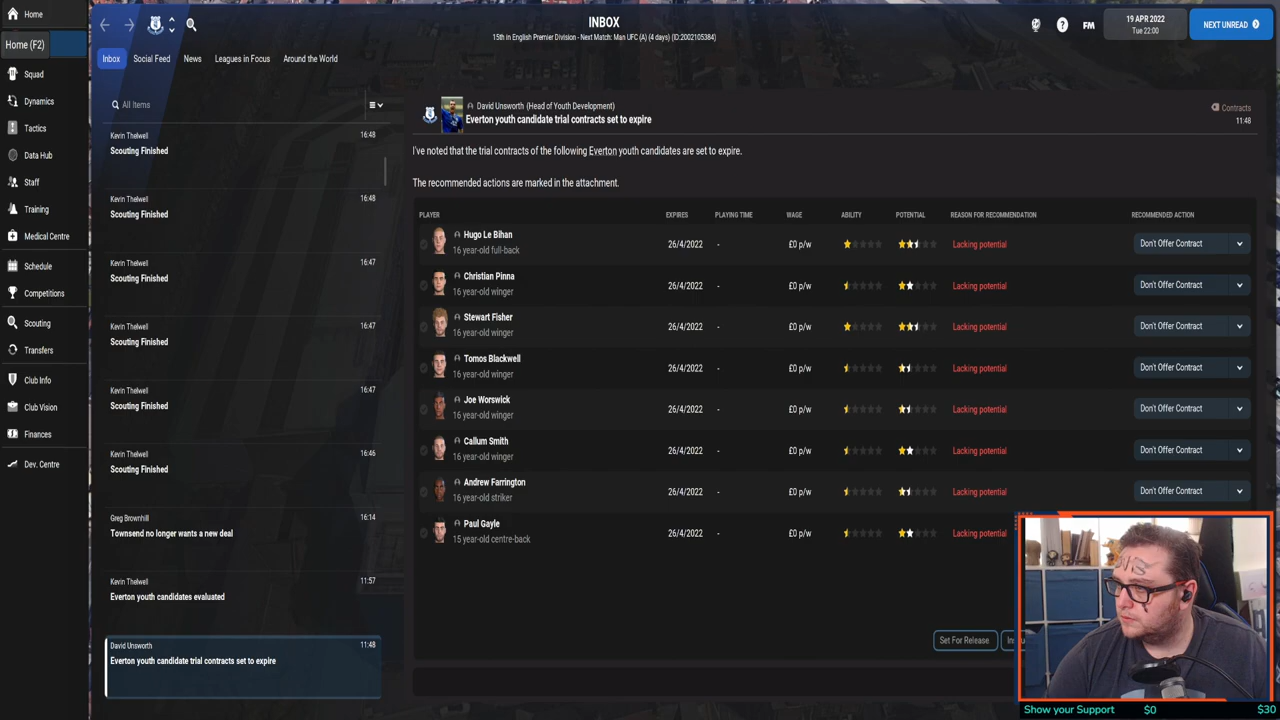 Home
Home (F2)
Squad
Dynamics
Tactics
Data Hub
Staff
Training
Medical Centre
Schedule
Competitions
Scouting
Transfers
Club Info
Club Vision
Finances
Dev. Centre
INBOX
15th in English Premier Division - Next Match: Man UFC (A) (4 days) (ID:2002105384)
FM
19 APR 2022
Tue 22:00
NEXT UNREAD
Inbox
Social Feed
News
Leagues in Focus
Around the World
All Items
Kevin Thelwell 16:48
Scouting Finished
Kevin Thelwell 16:48
Scouting Finished
Kevin Thelwell 16:47
Scouting Finished
Kevin Thelwell 16:47
Scouting Finished
Kevin Thelwell 16:47
Scouting Finished
Kevin Thelwell 16:46
Scouting Finished
Greg Brownhill 16:14
Townsend no longer wants a new deal
Kevin Thelwell 11:57
Everton youth candidates evaluated
David Unsworth 11:48
Everton youth candidate trial contracts set to expire
David Unsworth (Head of Youth Development)
Everton youth candidate trial contracts set to expire
Contracts
11:48
I've noted that the trial contracts of the following Everton youth candidates are set to expire.
The recommended actions are marked in the attachment.
PLAYER EXPIRES PLAYING TIME WAGE ABILITY POTENTIAL REASON FOR RECOMMENDATION RECOMMENDED ACTION
Hugo Le Bihan
16 year-old full-back
26/4/2022 - £0 p/w Lacking potential Don't Offer Contract
Christian Pinna
16 year-old winger
26/4/2022 - £0 p/w Lacking potential Don't Offer Contract
Stewart Fisher
16 year-old winger
26/4/2022 - £0 p/w Lacking potential Don't Offer Contract
Tomos Blackwell
16 year-old winger
26/4/2022 - £0 p/w Lacking potential Don't Offer Contract
Joe Worswick
16 year-old winger
26/4/2022 - £0 p/w Lacking potential Don't Offer Contract
Callum Smith
16 year-old winger
26/4/2022 - £0 p/w Lacking potential Don't Offer Contract
Andrew Farrington
16 year-old striker
26/4/2022 - £0 p/w Lacking potential Don't Offer Contract
Paul Gayle
15 year-old centre-back
26/4/2022 - £0 p/w Lacking potential
Set For Release
Show your Support $0 $30